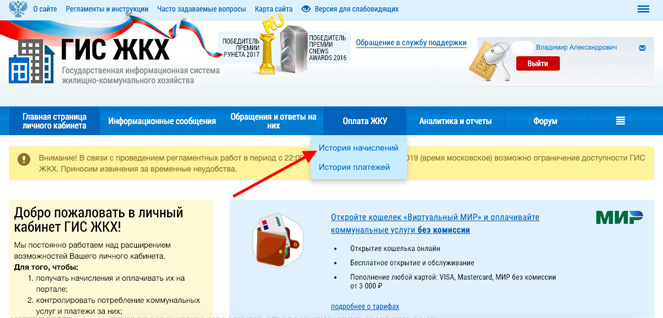 О сайте Регламенты и инструкции Часто задаваемые вопросы Карта сайта Версия для слабовидящих
ГИС ЖКХ
Государственная информационная система
жилищно-коммунального хозяйства
ПОБЕДИТЕЛЬ
ПРЕМИИ
РУНЕТА 2017
RU
ПОБЕДИТЕЛЬ
ПРЕМИИ
CNEWS
AWARDS 2016
Обращение в службу поддержки
Владимир Александрович
Выйти
Главная страница
личного кабинета
Информационные сообщения
Обращения и ответы на
них
Оплата ЖКУ
Аналитика и отчеты
Форум
История начислений
История платежей
Внимание! В связи с проведением регламентных работ в период с 22:0 019 (время московское) возможно ограничение доступности ГИС
ЖКХ. Приносим извинения за временные неудобства.
Добро пожаловать в личный
кабинет ГИС ЖКХ!
Мы постоянно работаем над расширением
возможностей Вашего личного кабинета.
Для того, чтобы:
1. получать начисления и оплачивать их на
портале;
2. контролировать потребление коммунальных
услуг и платежи за них;
Откройте кошелек «Виртуальный МИР» и оплачивайте
коммунальные услуги без комиссии
• Открытие кошелька онлайн
• Бесплатное открытие и обслуживание
• Пополнение любой картой: VISA, Mastercard, МИР без комиссии
от 3 000 ₽
подробнее о тарифах
МИР